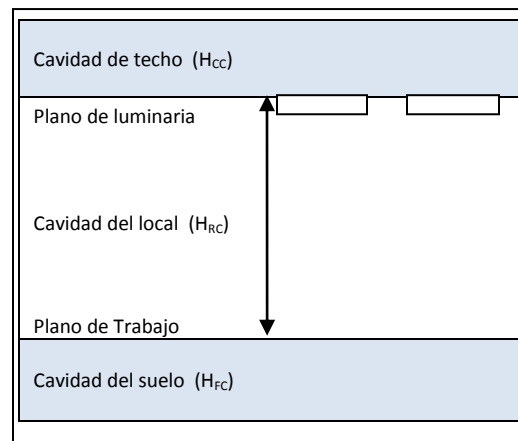 Cavidad de techo (HCC)
Plano de luminaria
Cavidad del local (HRC)
Plano de Trabajo
Cavidad del suelo (HFC)